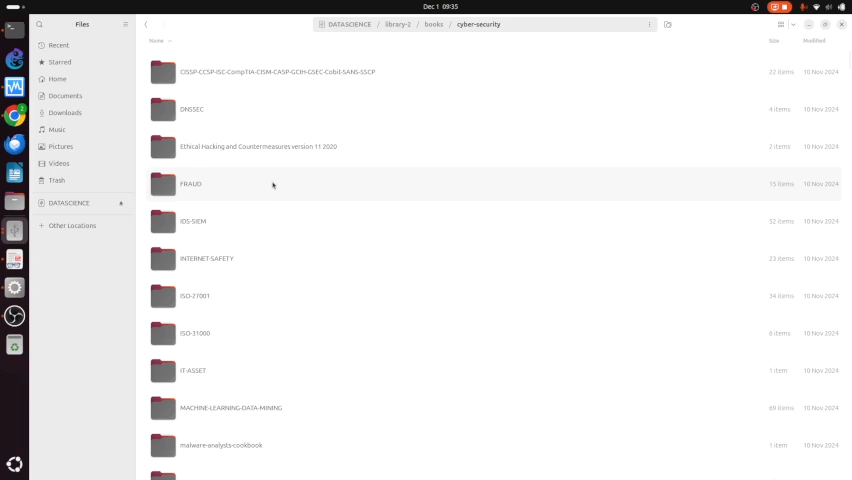 Dec 1 09:35
Files
DATASCIENCE / library-2 / books / cyber-security
Recent
Starred
Home
Documents
Downloads
Music
Pictures
Videos
Trash
DATASCIENCE
+ Other Locations
Name Size Modified
CISSP-CCSP-ISC-CompTIA-CISM-CASP-GCIH-GSEC-Cobit-SANS-SSCP 22 items 10 Nov 2024
DNSSEC 4 items 10 Nov 2024
Ethical Hacking and Countermeasures version 11 2020 2 items 10 Nov 2024
FRAUD 15 items 10 Nov 2024
IDS-SIEM 52 items 10 Nov 2024
INTERNET-SAFETY 23 items 10 Nov 2024
ISO-27001 34 items 10 Nov 2024
ISO-31000 6 items 10 Nov 2024
IT-ASSET 1 item 10 Nov 2024
MACHINE-LEARNING-DATA-MINING 69 items 10 Nov 2024
malware-analysts-cookbook 1 item 10 Nov 2024
2